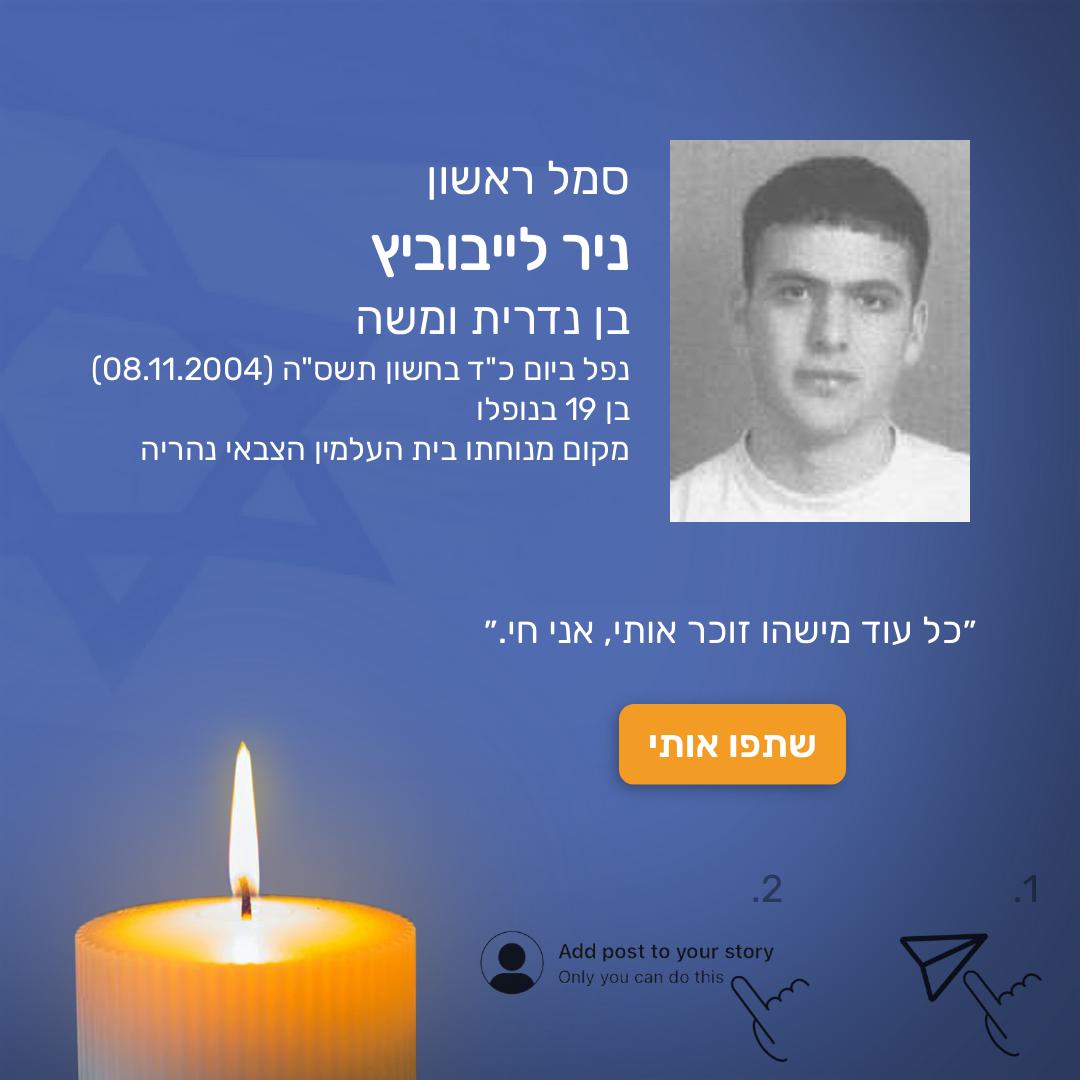 סמל ראשון
ניר לייבוביץ
בן נדרית ומשה
נפל ביום כ"ד בחשון תשס"ה (08.11.2004)
בן 19 בנופלו
מקום מנוחתו בית העלמין הצבאי נהריה
״כל עוד מישהו זוכר אותי, אני חי.״
שתפו אותי
1.
2.
Add post to your story
Only you can do this